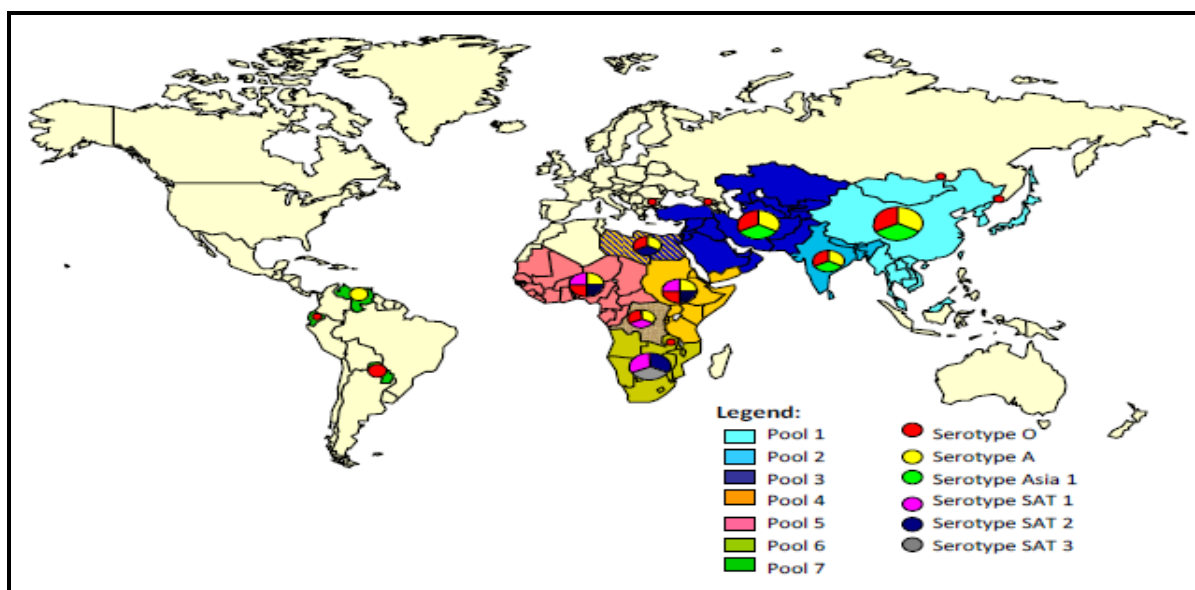 Legend:
Pool 1
Pool 2
Pool 3
Pool 4
Pool 5
Pool 6
Pool 7
Serotype O
Serotype A
Serotype Asia 1
Serotype SAT 1
Serotype SAT 2
Serotype SAT 3